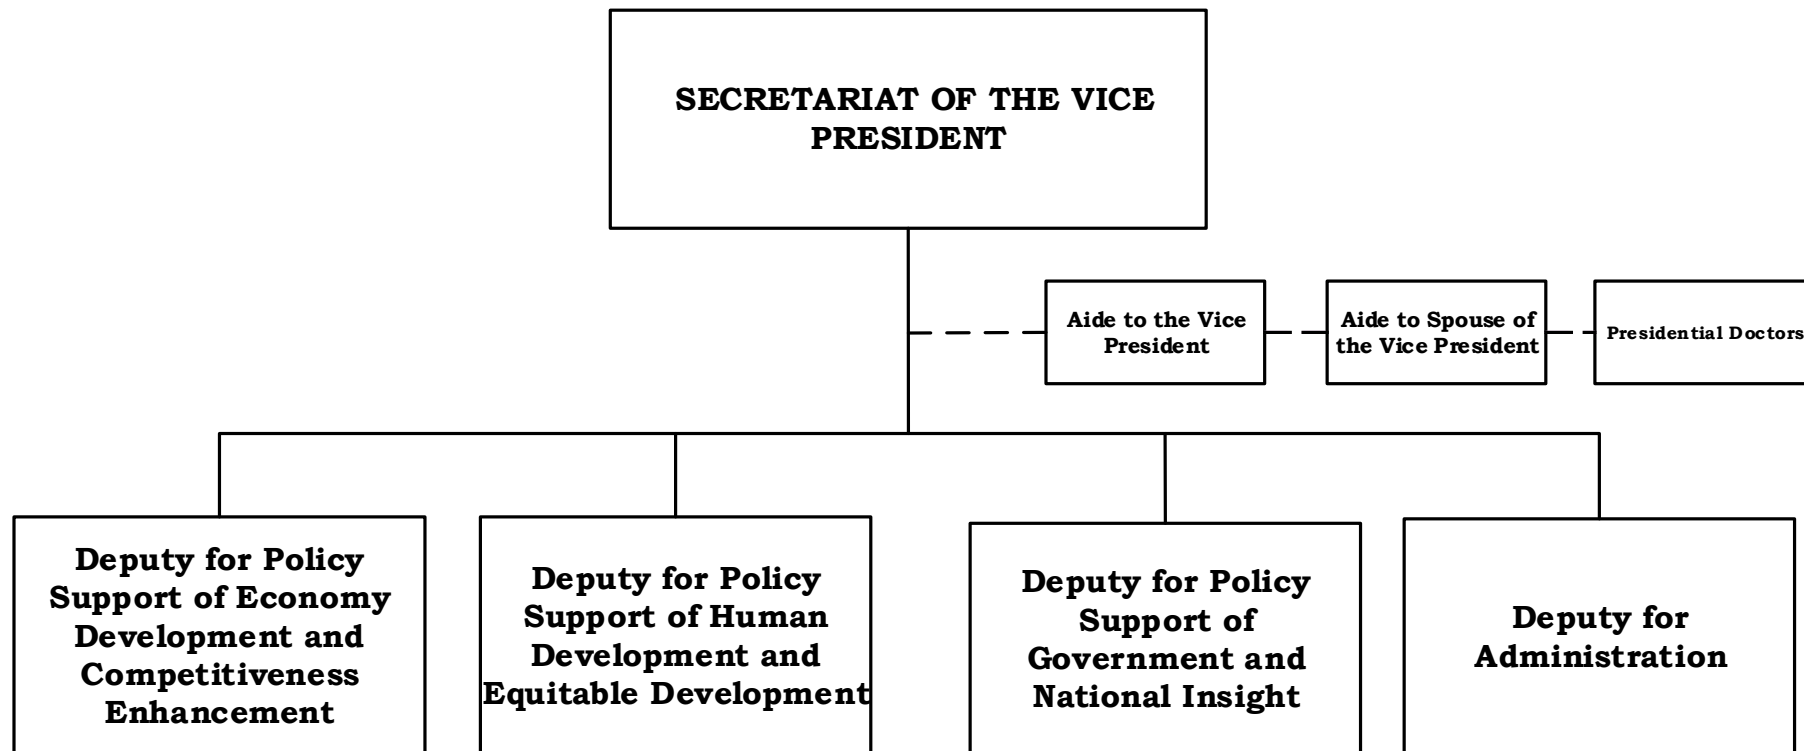 SECRETARIAT OF THE VICE
PRESIDENT
Aide to the Vice
President
Aide to Spouse of
the Vice President
Presidential Doctors
Deputy for Policy
Support of Economy
Development and
Competitiveness
Enhancement
Deputy for Policy
Support of Human
Development and
Equitable Development
Deputy for Policy
Support of
Government and
National Insight
Deputy for
Administration